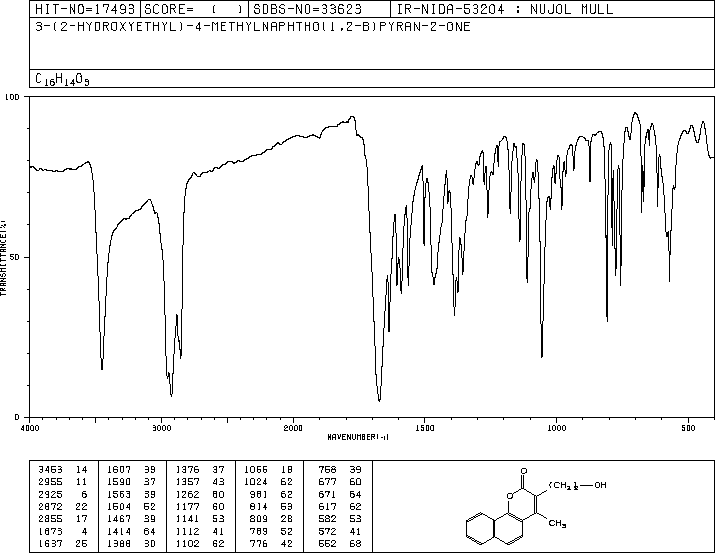 HIT-NO=17493 SCORE= ( ) SDBS-NO=33623 IR-NIDA-53204 : NUJOL MULL
3-(2-HYDROXYETHYL)-4-METHYLNAPHTHO(1,2-B)PYRAN-2-ONE
C16H14O3
100
50
0
TRANSMITTANCE(%)
4000 3000 2000 1500 1000 500
WAVENUMBER(-1)
3453 14 1607 39 1376 37 1056 18 758 39
2955 11 1590 37 1357 43 1024 62 677 60
2925 6 1563 39 1262 60 981 62 671 64
2872 22 1504 52 1177 60 814 53 617 62
2855 17 1467 39 1141 53 809 28 582 53
1673 4 1414 64 1112 41 789 52 572 41
1637 25 1388 30 1102 62 776 42 552 68
O
O
(CH2)2—OH
CH3